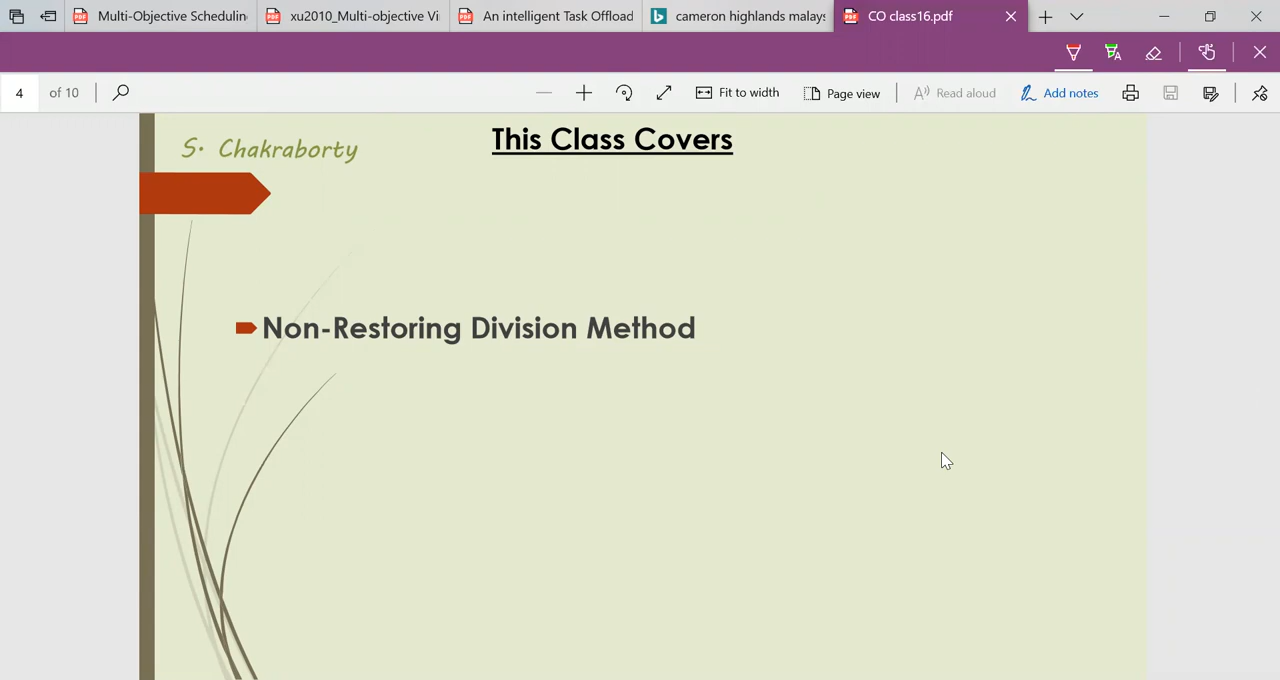 Multi-Objective Schedulin
xu2010_Multi-objective Vi
An intelligent Task Offload
cameron highlands malays
CO class16.pdf
4 of 10
Fit to width
Page view
Read aloud
Add notes
S. Chakraborty
This Class Covers
Non-Restoring Division Method